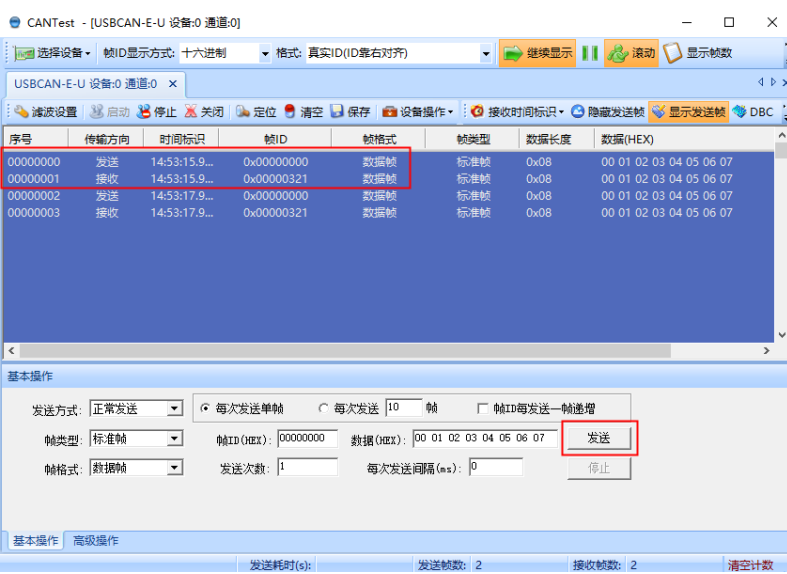 CANTest - [USBCAN-E-U 设备:0 通道:0]
选择设备 帧ID显示方式: 十六进制 格式: 真实ID(ID靠右对齐) 继续显示 滚动 显示帧数
USBCAN-E-U 设备:0 通道:0 ×
滤波设置 启动 停止 关闭 定位 清空 保存 设备操作 接收时间标识 隐藏发送帧 显示发送帧 DBC
序号 传输方向 时间标识 帧ID 帧格式 帧类型 数据长度 数据(HEX)
00000000 发送 14:53:15.9... 0x00000000 数据帧 标准帧 0x08 00 01 02 03 04 05 06 07
00000001 接收 14:53:15.9... 0x00000321 数据帧 标准帧 0x08 00 01 02 03 04 05 06 07
00000002 发送 14:53:17.9... 0x00000000 数据帧 标准帧 0x08 00 01 02 03 04 05 06 07
00000003 接收 14:53:17.9... 0x00000321 数据帧 标准帧 0x08 00 01 02 03 04 05 06 07
基本操作
发送方式: 正常发送 每次发送单帧 每次发送 10 帧 帧ID每发送一帧递增
帧类型: 标准帧 帧ID(HEX): 00000000 数据(HEX): 00 01 02 03 04 05 06 07 发送
帧格式: 数据帧 发送次数: 1 每次发送间隔(ms): 0 停止
基本操作 高级操作
发送耗时(s): 发送帧数: 2 接收帧数: 2 清空计数